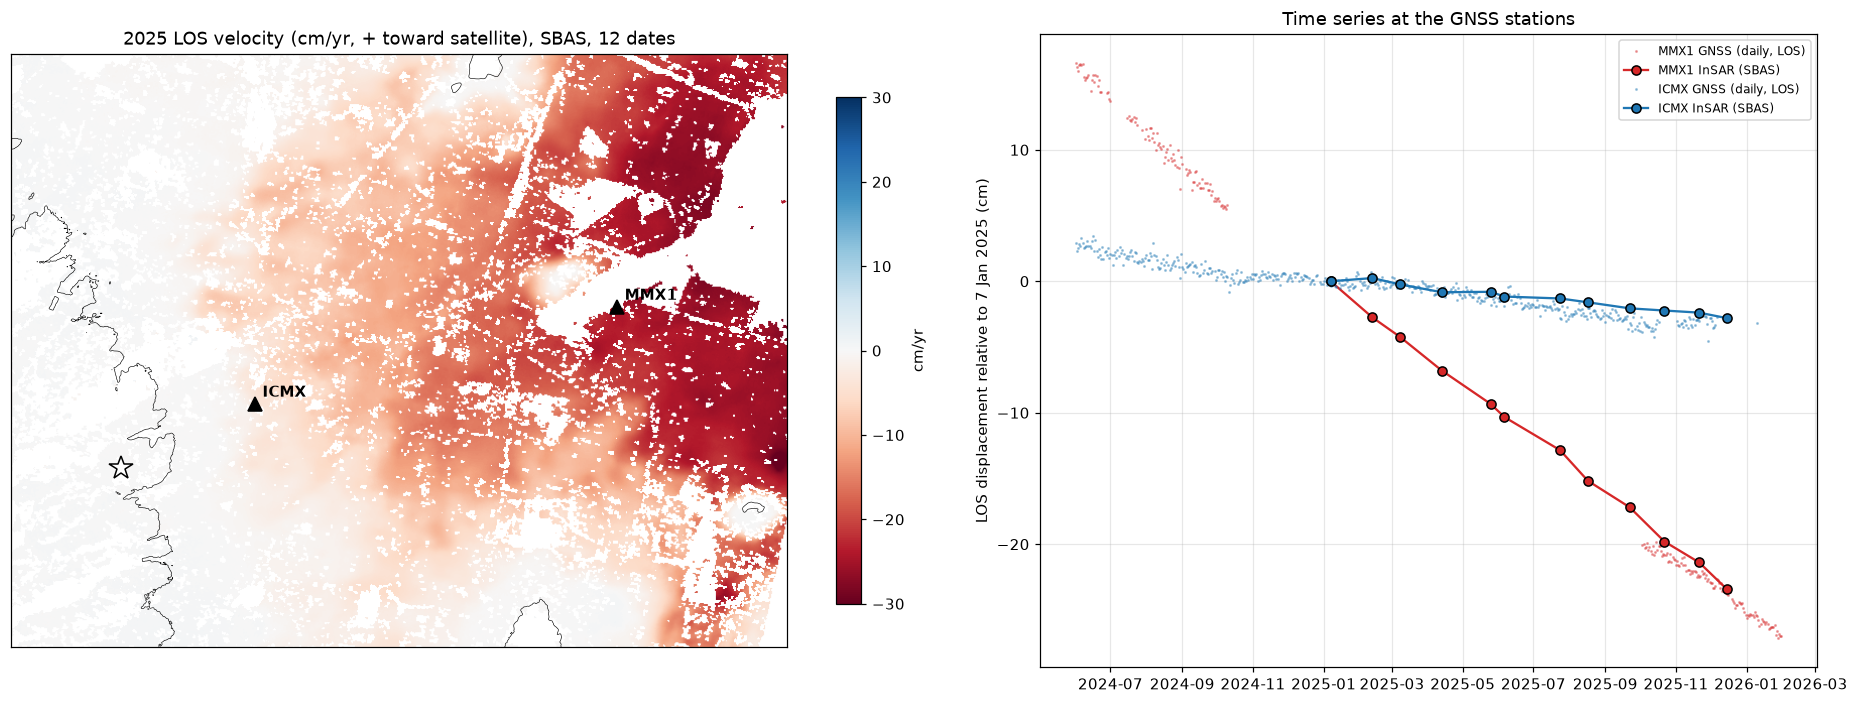 2025 LOS velocity (cm/yr, + toward satellite), SBAS, 12 dates
MMX1
ICMX
30
20
10
0
−10
−20
−30
cm/yr
Time series at the GNSS stations
MMX1 GNSS (daily, LOS)
MMX1 InSAR (SBAS)
ICMX GNSS (daily, LOS)
ICMX InSAR (SBAS)
LOS displacement relative to 7 Jan 2025 (cm)
10
0
−10
−20
2024-07 2024-09 2024-11 2025-01 2025-03 2025-05 2025-07 2025-09 2025-11 2026-01 2026-03